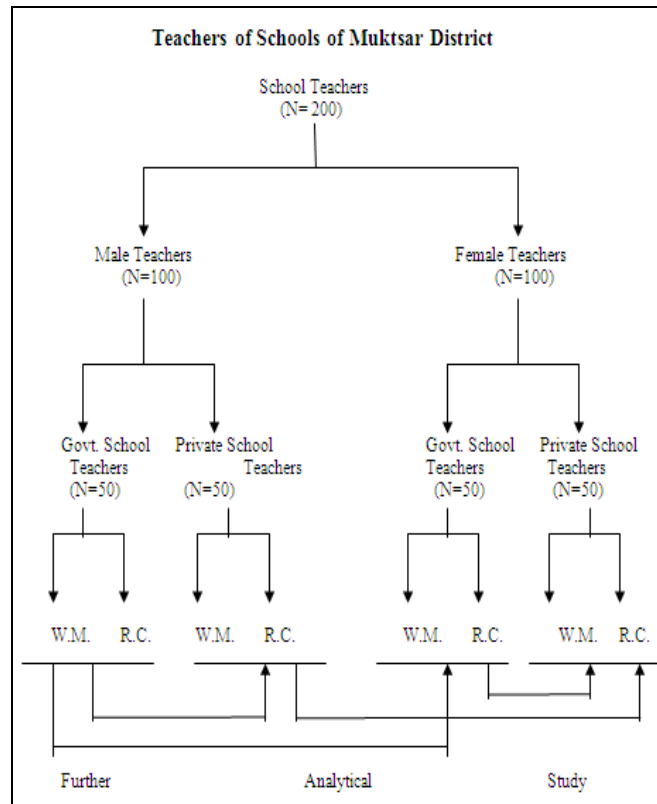 Teachers of Schools of Muktsar District
School Teachers
(N= 200)
Male Teachers
(N=100)
Female Teachers
(N=100)
Govt. School
Teachers
(N=50)
Private School
Teachers
(N=50)
Govt. School
Teachers
(N=50)
Private School
Teachers
(N=50)
W.M. R.C. W.M. R.C. W.M. R.C. W.M. R.C.
Further Analytical Study